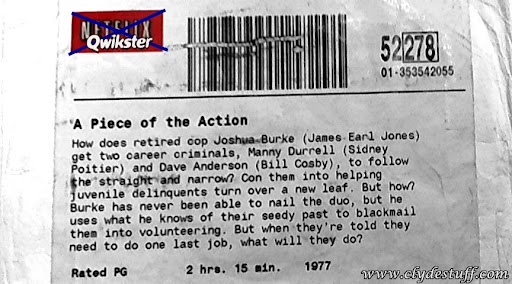 NETFLIX
Qwikster
52278
01-353542055
A Piece of the Action
How does retired cop Joshua Burke (James Earl Jones)
get two career criminals, Manny Durrell (Sidney
Poitier) and Dave Anderson (Bill Cosby), to follow
the straight and narrow? Con them into helping
juvenile delinquents turn over a new leaf. But how?
Burke has never been able to nail the duo, but he
uses what he knows of their seedy past to blackmail
them into volunteering. But when they're told they
need to do one last job, what will they do?
Rated PG 2 hrs. 15 min. 1977
www.clydestuff.com